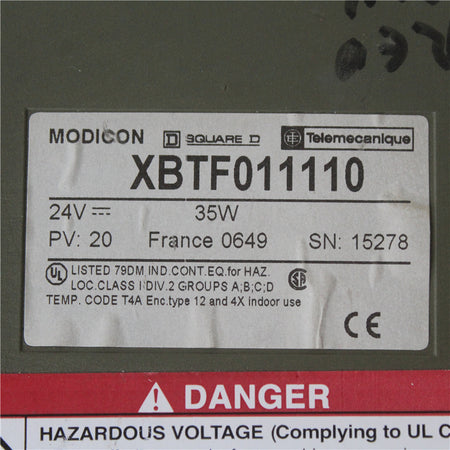 MODICON D SQUARE D TE Telemecanique
XBTF011110
24V⎓ 35W
PV: 20 France 0649 SN: 15278
UL LISTED 79DM IND.CONT.EQ.for HAZ.
LOC.CLASS I DIV.2 GROUPS A;B;C;D
TEMP. CODE T4A Enc.type 12 and 4X indoor use
CE
DANGER
HAZARDOUS VOLTAGE (Complying to UL C